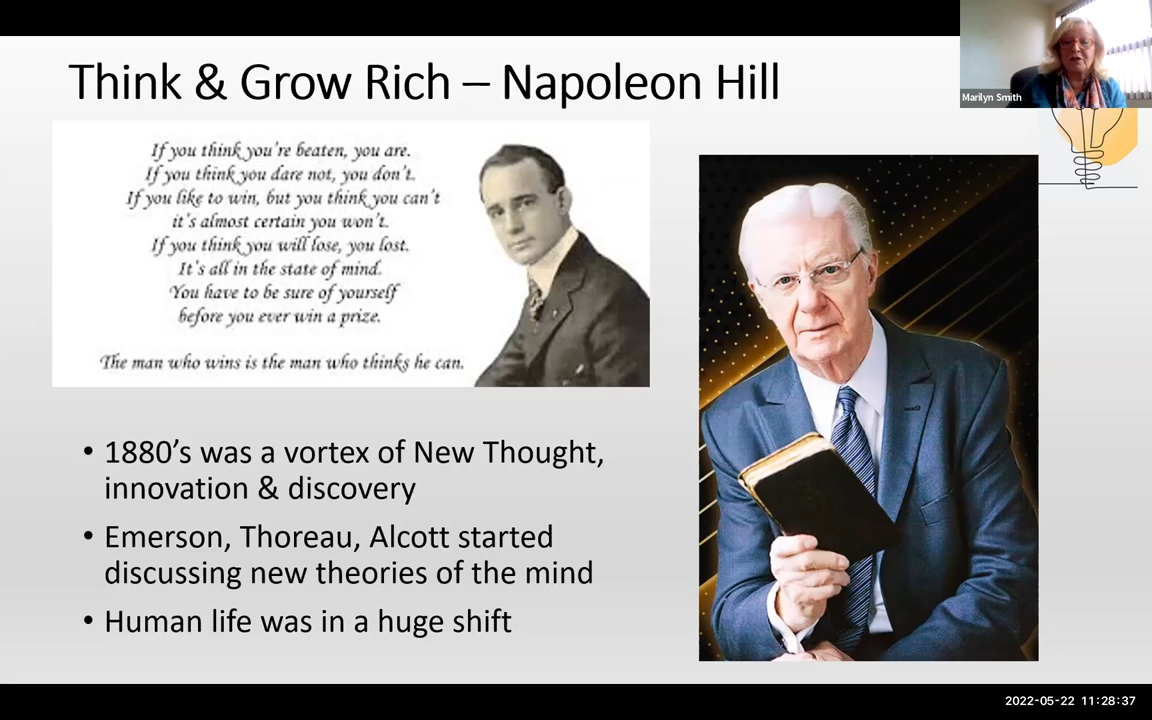 Think & Grow Rich – Napoleon Hill
Marilyn Smith
If you think you're beaten, you are.
If you think you dare not, you don't.
If you like to win, but you think you can't
it's almost certain you won't.
If you think you will lose, you lost.
It's all in the state of mind.
You have to be sure of yourself
before you ever win a prize.
The man who wins is the man who thinks he can.
• 1880’s was a vortex of New Thought,
innovation & discovery
• Emerson, Thoreau, Alcott started
discussing new theories of the mind
• Human life was in a huge shift
2022-05-22 11:28:37